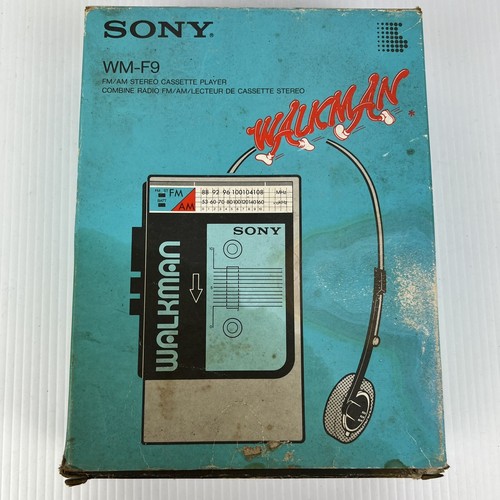 SONY.
WM-F9
FM/AM STEREO CASSETTE PLAYER
COMBINE RADIO FM/AM/LECTEUR DE CASSETTE STEREO
WALKMAN
FM
88 92 96 100 104 108 MHz
BATT
AM
53 60 70 80 100 120 140 160
SONY
WALKMAN